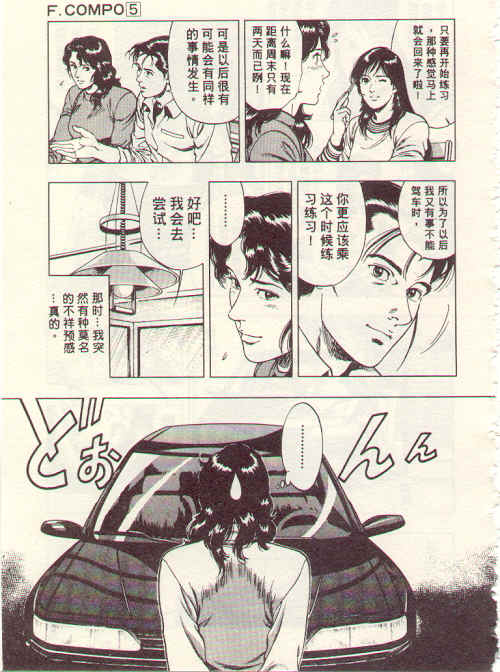 F.COMPO 5
只要再开始练习
，那种感觉马上
就会回来了啦！
什么嘛！现在
距离周末只有
两天而已咧！
可是以后很有
可能会有同样
的事情发生。
所以为了以后
我又有事不能
驾车时，
你更应该乘
这个时候练
习练习！
…………
好吧…
我会去
尝试…
那时…我突
然有种莫名
的不祥预感
…真的。
…………
どおぉんん